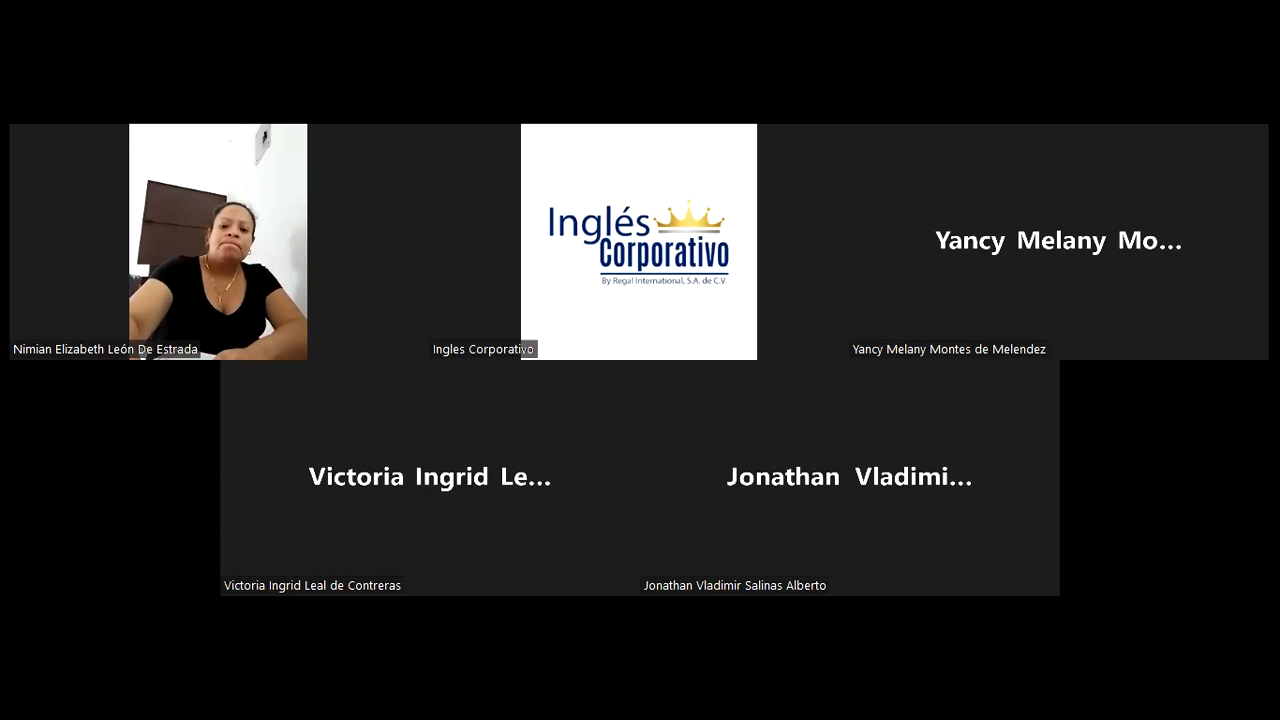 Inglés
Corporativo
By Regal International, S.A. de C.V.
Yancy Melany Mo...
Nimian Elizabeth León De Estrada
Ingles Corporativo
Yancy Melany Montes de Melendez
Victoria Ingrid Le...
Jonathan Vladimi...
Victoria Ingrid Leal de Contreras
Jonathan Vladimir Salinas Alberto